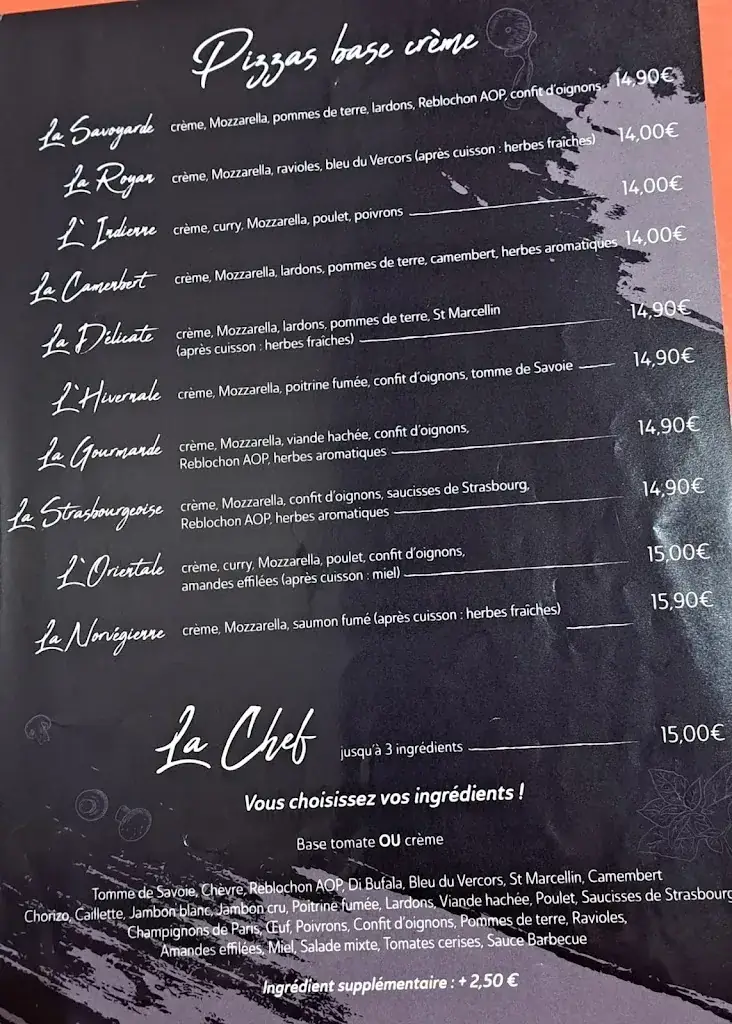 Pizzas base crème
La Savoyarde crème, Mozzarella, pommes de terre, lardons, Reblochon AOP, confit d'oignons 14,90€
La Royan crème, Mozzarella, ravioles, bleu du Vercors (après cuisson : herbes fraîches) 14,00€
L'Indienne crème, curry, Mozzarella, poulet, poivrons 14,00€
La Camenbert crème, Mozzarella, lardons, pommes de terre, camembert, herbes aromatiques 14,00€
La Délicate crème, Mozzarella, lardons, pommes de terre, St Marcellin
(après cuisson : herbes fraîches) 14,90€
L'Hivernale crème, Mozzarella, poitrine fumée, confit d'oignons, tomme de Savoie 14,90€
La Gourmande crème, Mozzarella, viande hachée, confit d'oignons,
Reblochon AOP, herbes aromatiques 14,90€
La Strasbourgeoise crème, Mozzarella, confit d'oignons, saucisses de Strasbourg,
Reblochon AOP, herbes aromatiques 14,90€
L'Orientale crème, curry, Mozzarella, poulet, confit d'oignons,
amandes effilées (après cuisson : miel) 15,00€
La Norvégienne crème, Mozzarella, saumon fumé (après cuisson : herbes fraîches) 15,90€
La Chef jusqu'à 3 ingrédients 15,00€
Vous choisissez vos ingrédients !
Base tomate OU crème
Tomme de Savoie, Chèvre, Reblochon AOP, Di Bufala, Bleu du Vercors, St Marcellin, Camembert
Chorizo, Caillette, Jambon blanc, Jambon cru, Poitrine fumée, Lardons, Viande hachée, Poulet, Saucisses de Strasbourg
Champignons de Paris, Œuf, Poivrons, Confit d'oignons, Pommes de terre, Ravioles,
Amandes effilées, Miel, Salade mixte, Tomates cerises, Sauce Barbecue
Ingrédient supplémentaire : + 2,50 €